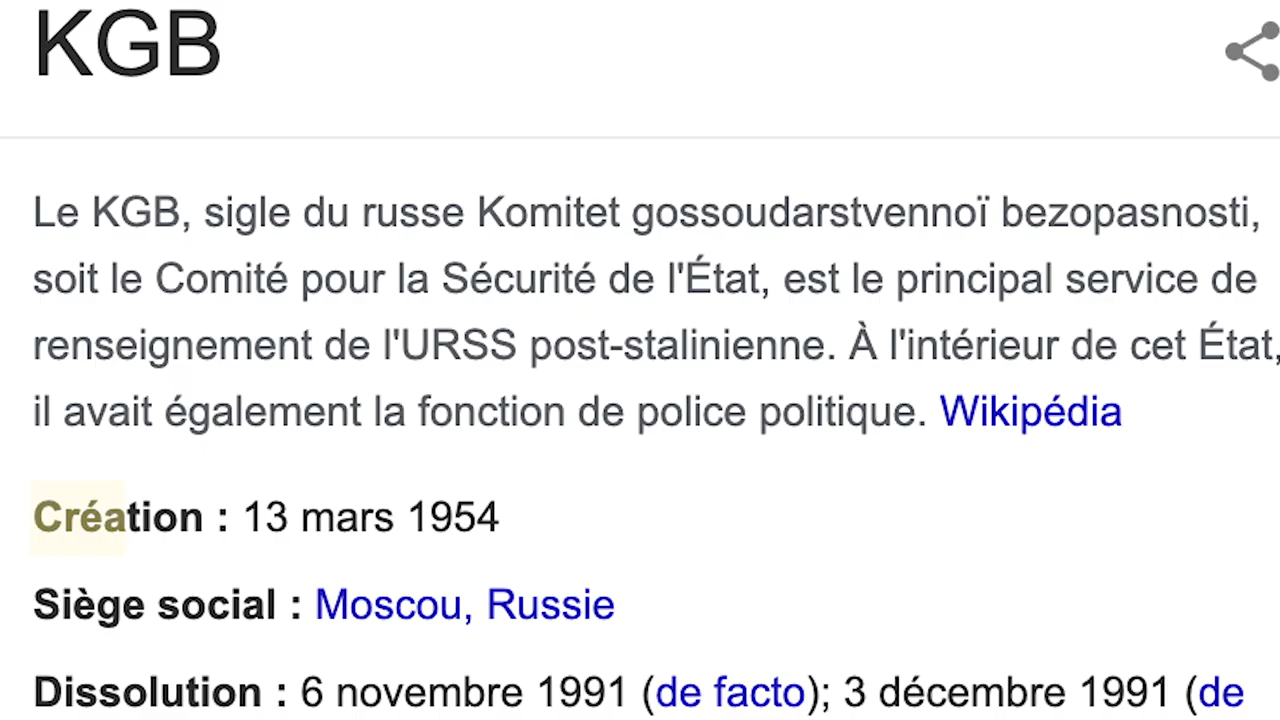 KGB
Le KGB, sigle du russe Komitet gossoudarstvennoï bezopasnosti,
soit le Comité pour la Sécurité de l'État, est le principal service de
renseignement de l'URSS post-stalinienne. À l'intérieur de cet État,
il avait également la fonction de police politique. Wikipédia
Création : 13 mars 1954
Siège social : Moscou, Russie
Dissolution : 6 novembre 1991 (de facto); 3 décembre 1991 (de